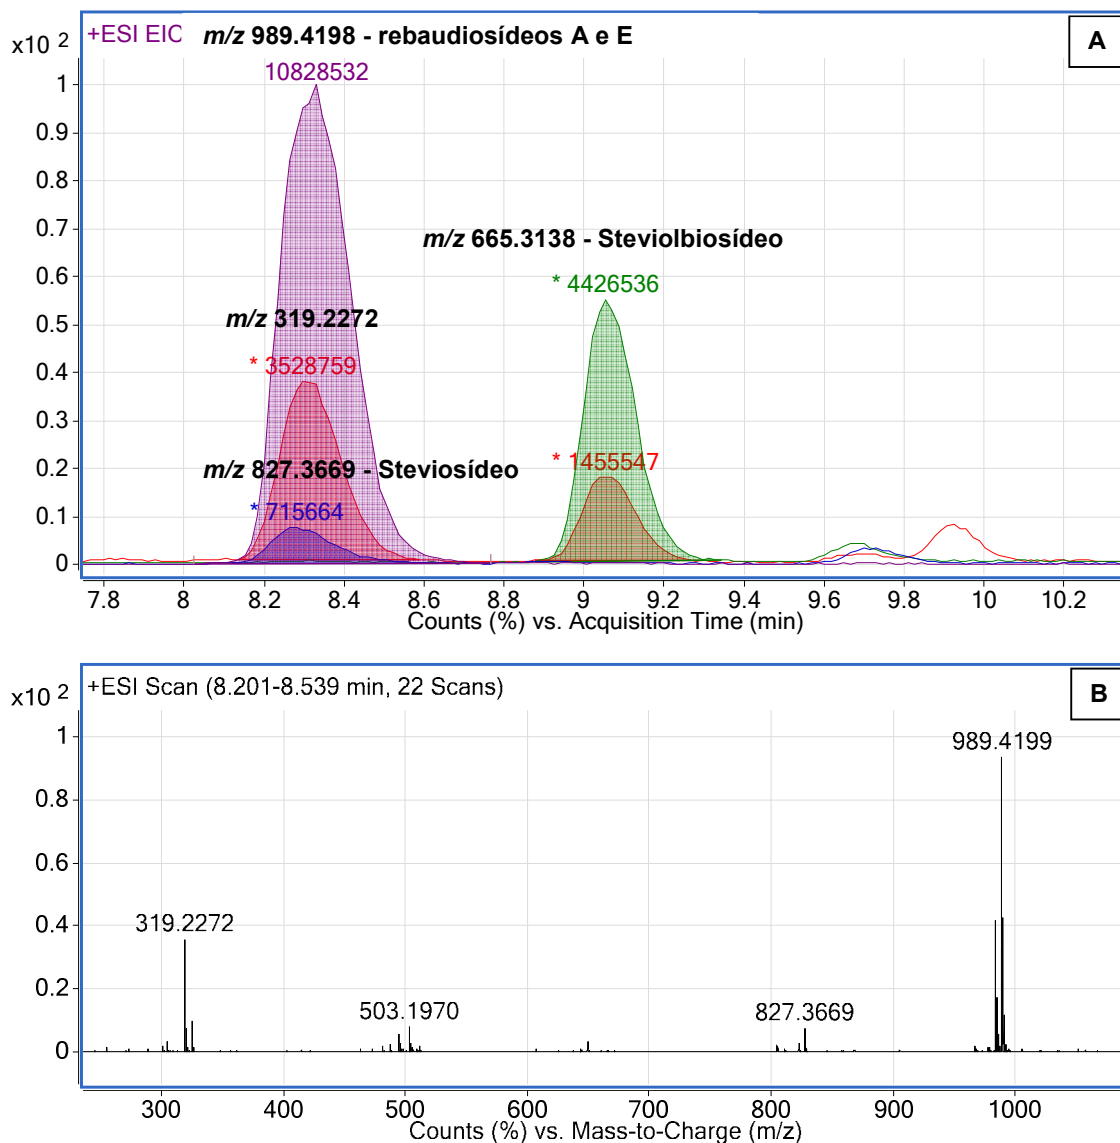 x10 2
+ESI EIC m/z 989.4198 - rebaudiosídeos A e E
A
10828532
1
0.9
0.8
0.7
0.6
0.5
0.4
0.3
0.2
0.1
0
m/z 665.3138 - Steviolbiosídeo
* 4426536
m/z 319.2272
* 3528759
m/z 827.3669 - Steviosídeo
* 1455547
* 715664
7.8 8 8.2 8.4 8.6 8.8 9 9.2 9.4 9.6 9.8 10 10.2
Counts (%) vs. Acquisition Time (min)
x10 2
+ESI Scan (8.201-8.539 min, 22 Scans)
B
1
0.8
0.6
0.4
0.2
0
989.4199
319.2272
503.1970
827.3669
300 400 500 600 700 800 900 1000
Counts (%) vs. Mass-to-Charge (m/z)